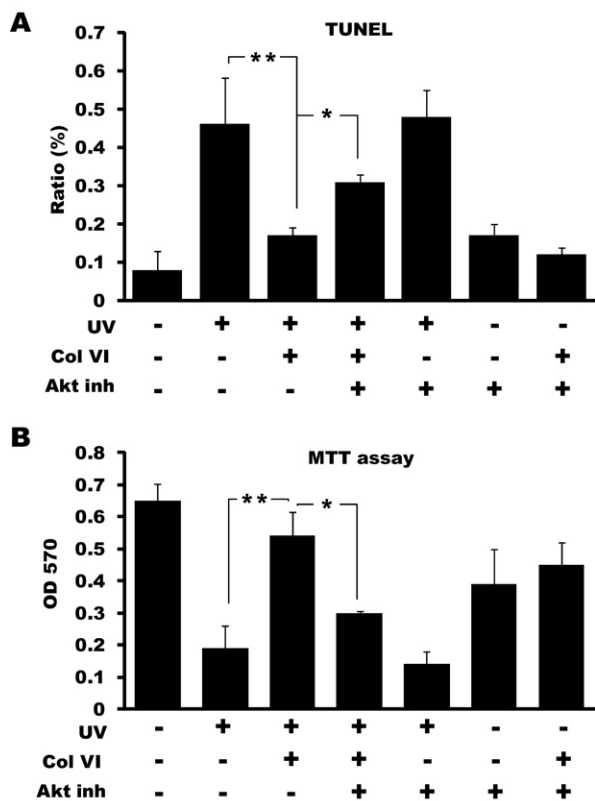 A
TUNEL
0.7
0.6
0.5
0.4
0.3
0.2
0.1
0
Ratio (%)
** 
*
UV - + + + + - -
Col VI - - + + - - +
Akt inh - - - + + + +
B
MTT assay
0.8
0.7
0.6
0.5
0.4
0.3
0.2
0.1
0
OD 570
** *
UV - + + + + - -
Col VI - - + + - - +
Akt inh - - - + + + +